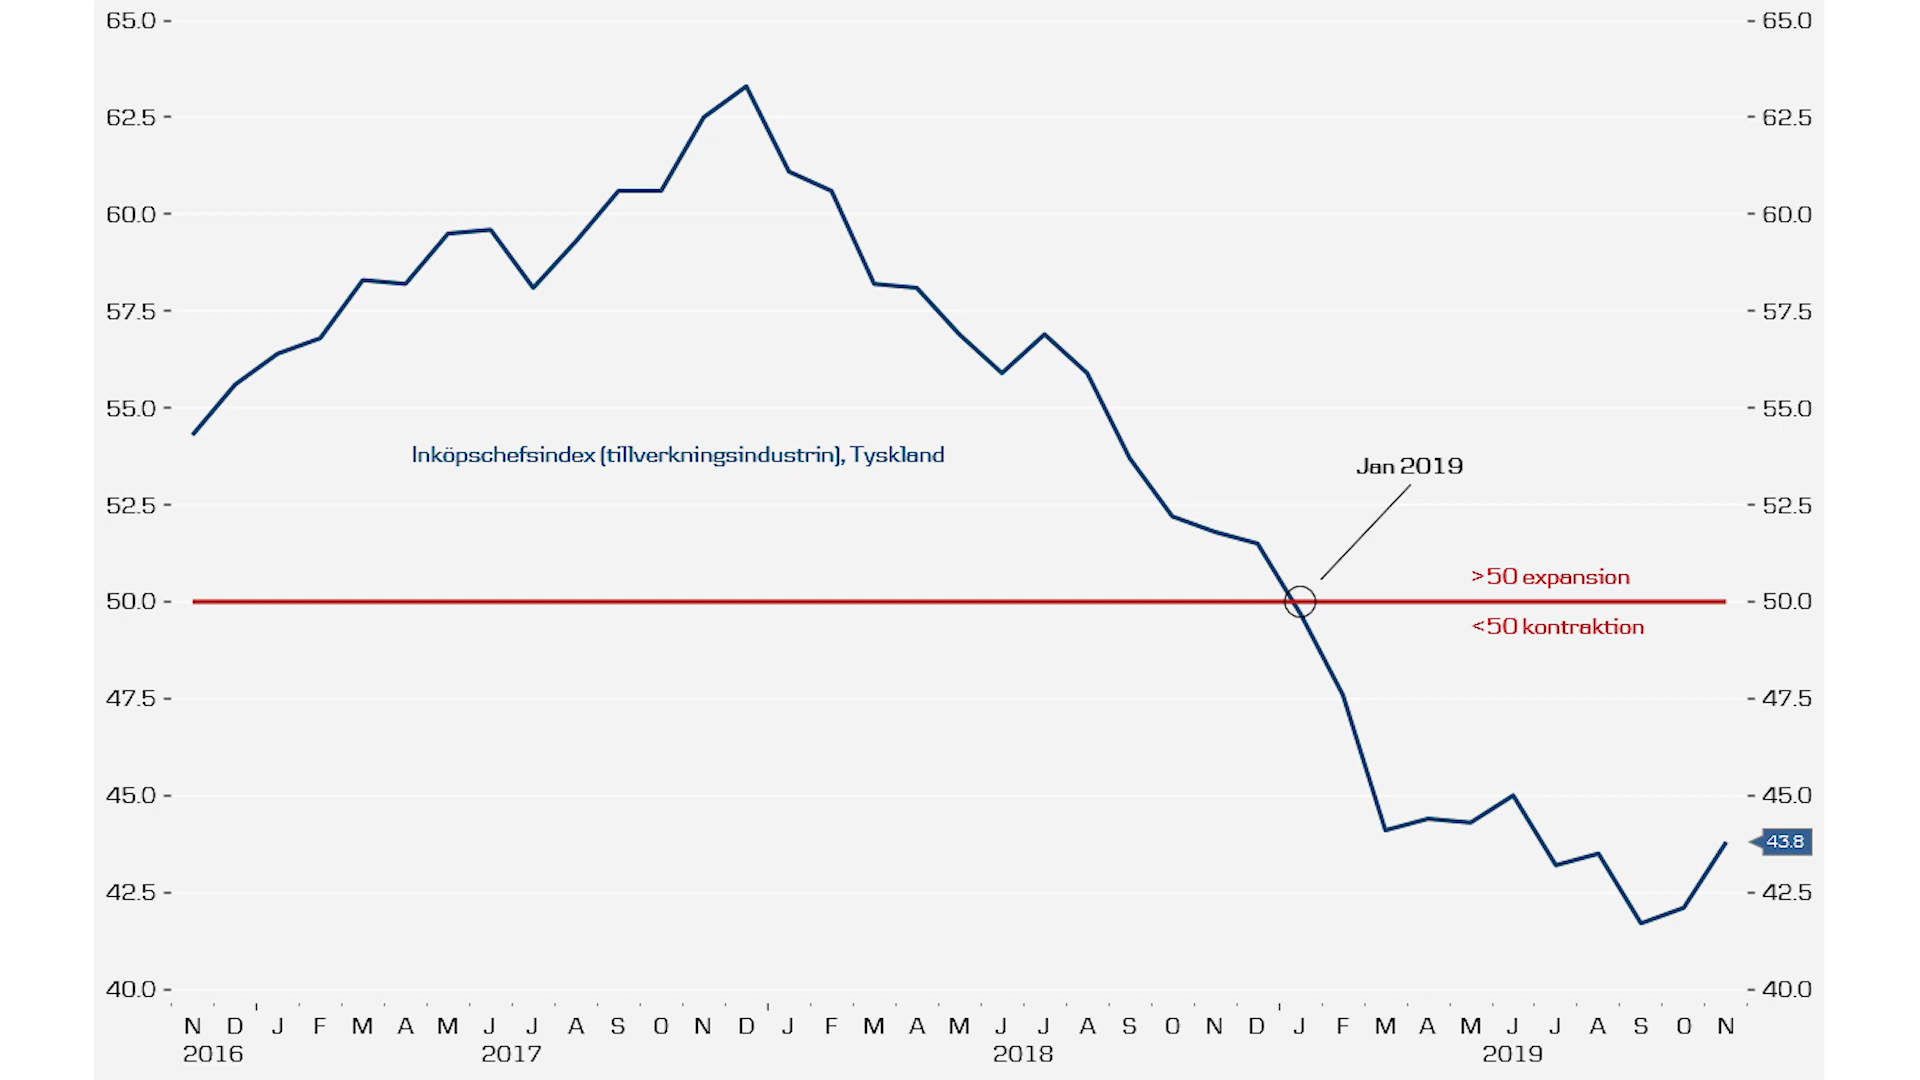 65.0 65.0
62.5 62.5
60.0 60.0
57.5 57.5
55.0 55.0
Inköpschefsindex (tillverkningsindustrin), Tyskland
Jan 2019
52.5 52.5
>50 expansion
50.0 50.0
<50 kontraktion
47.5 47.5
45.0 45.0
43.8
42.5 42.5
40.0 40.0
N D J F M A M J J A S O N D J F M A M J J A S O N D J F M A M J J A S O N
2016 2017 2018 2019